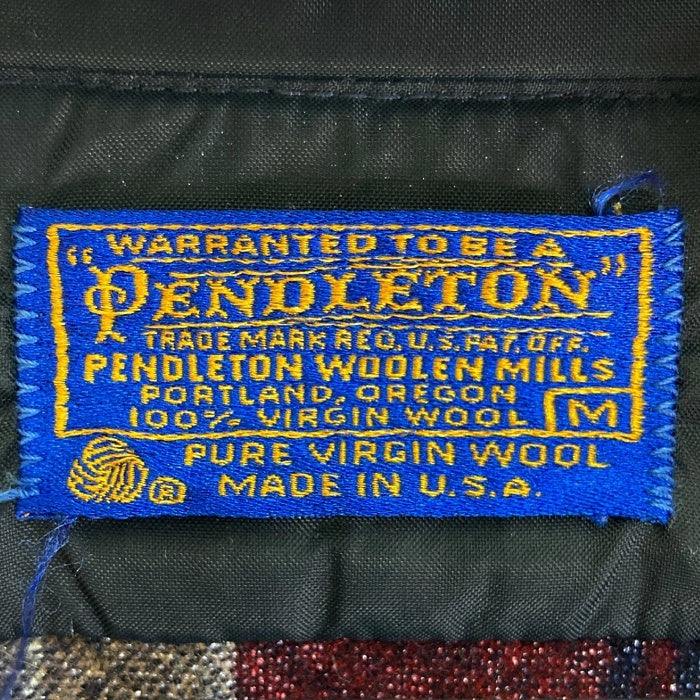 WARRANTED TO BE A
"PENDLETON"
TRADE MARK REG. U.S. PAT. OFF.
PENDLETON WOOLEN MILLS
PORTLAND, OREGON
100% VIRGIN WOOL M
PURE VIRGIN WOOL
® MADE IN U.S.A.